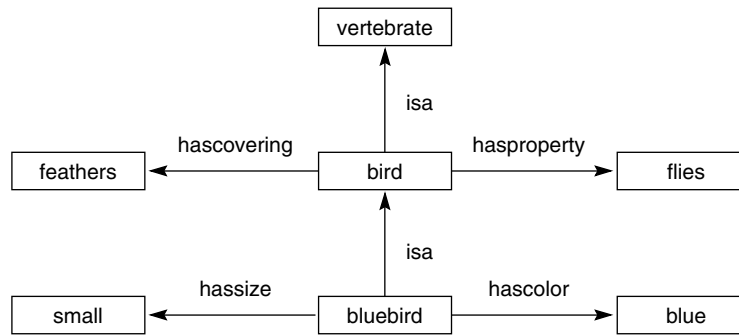 vertebrate
isa
hascovering
hasproperty
feathers
bird
flies
isa
hassize
hascolor
small
bluebird
blue